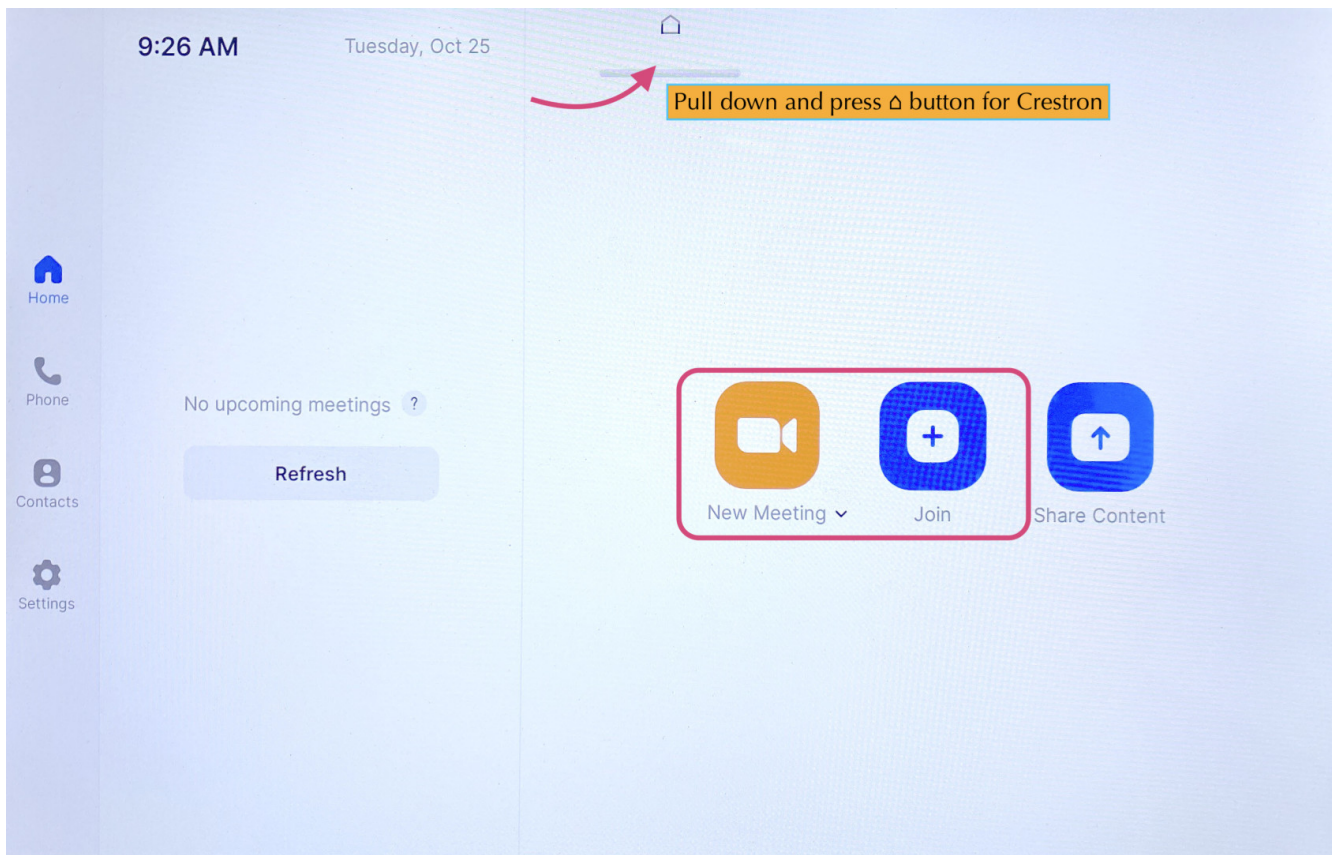 9:26 AM
Tuesday, Oct 25
Pull down and press ⌂ button for Crestron
Home
Phone
Contacts
Settings
No upcoming meetings ?
Refresh
New Meeting
Join
Share Content